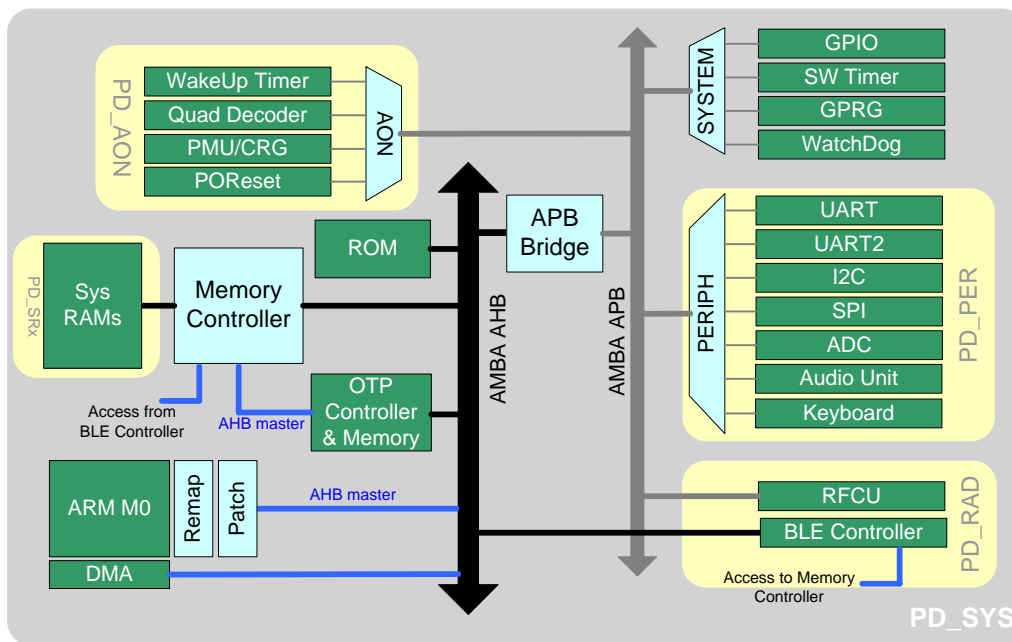 PD_AON
WakeUp Timer
Quad Decoder
PMU/CRG
POReset
AON
SYSTEM
GPIO
SW Timer
GPRG
WatchDog
ROM
APB
Bridge
PD_SRx
Sys
RAMs
Memory
Controller
AMBA AHB
AMBA APB
PERIPH
UART
UART2
I2C
SPI
ADC
Audio Unit
Keyboard
PD_PER
Access from
BLE Controller
AHB master
OTP
Controller
& Memory
ARM M0
Remap
Patch
AHB master
DMA
RFCU
BLE Controller
PD_RAD
Access to Memory
Controller
PD_SYS